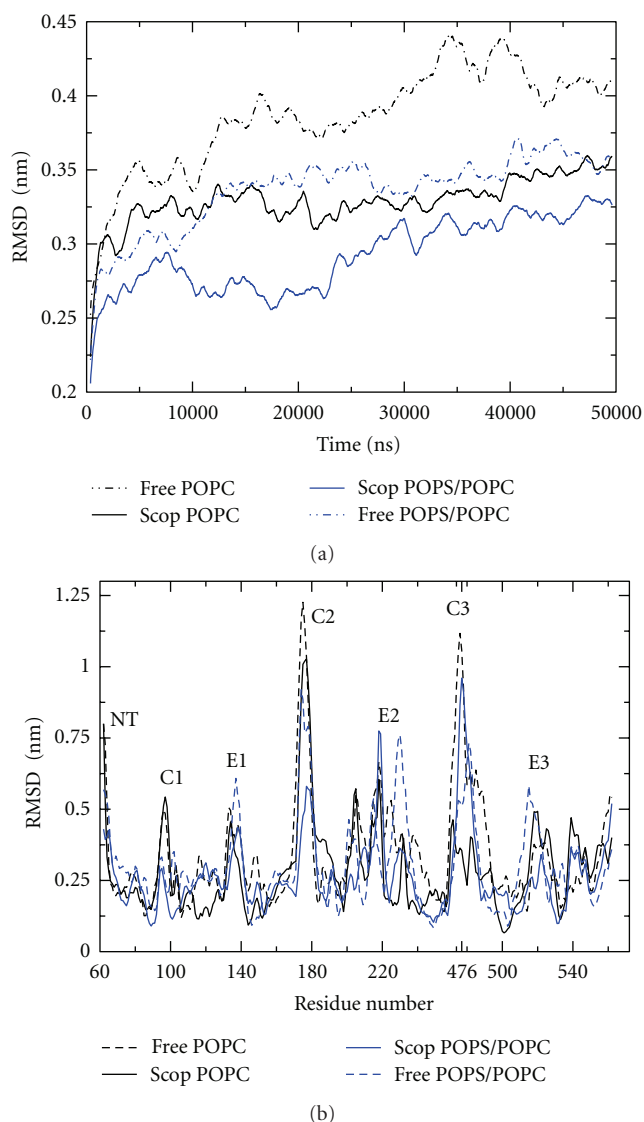 0.45
0.4
0.35
0.3
0.25
0.2
RMSD (nm)
0 10000 20000 30000 40000 50000
Time (ns)
Free POPC Scop POPS/POPC
Scop POPC Free POPS/POPC
(a)
1.25
1
0.75
0.5
0.25
0
RMSD (nm)
NT C1 E1 C2 E2 C3 E3
60 100 140 180 220 476 500 540
Residue number
Free POPC Scop POPS/POPC
Scop POPC Free POPS/POPC
(b)